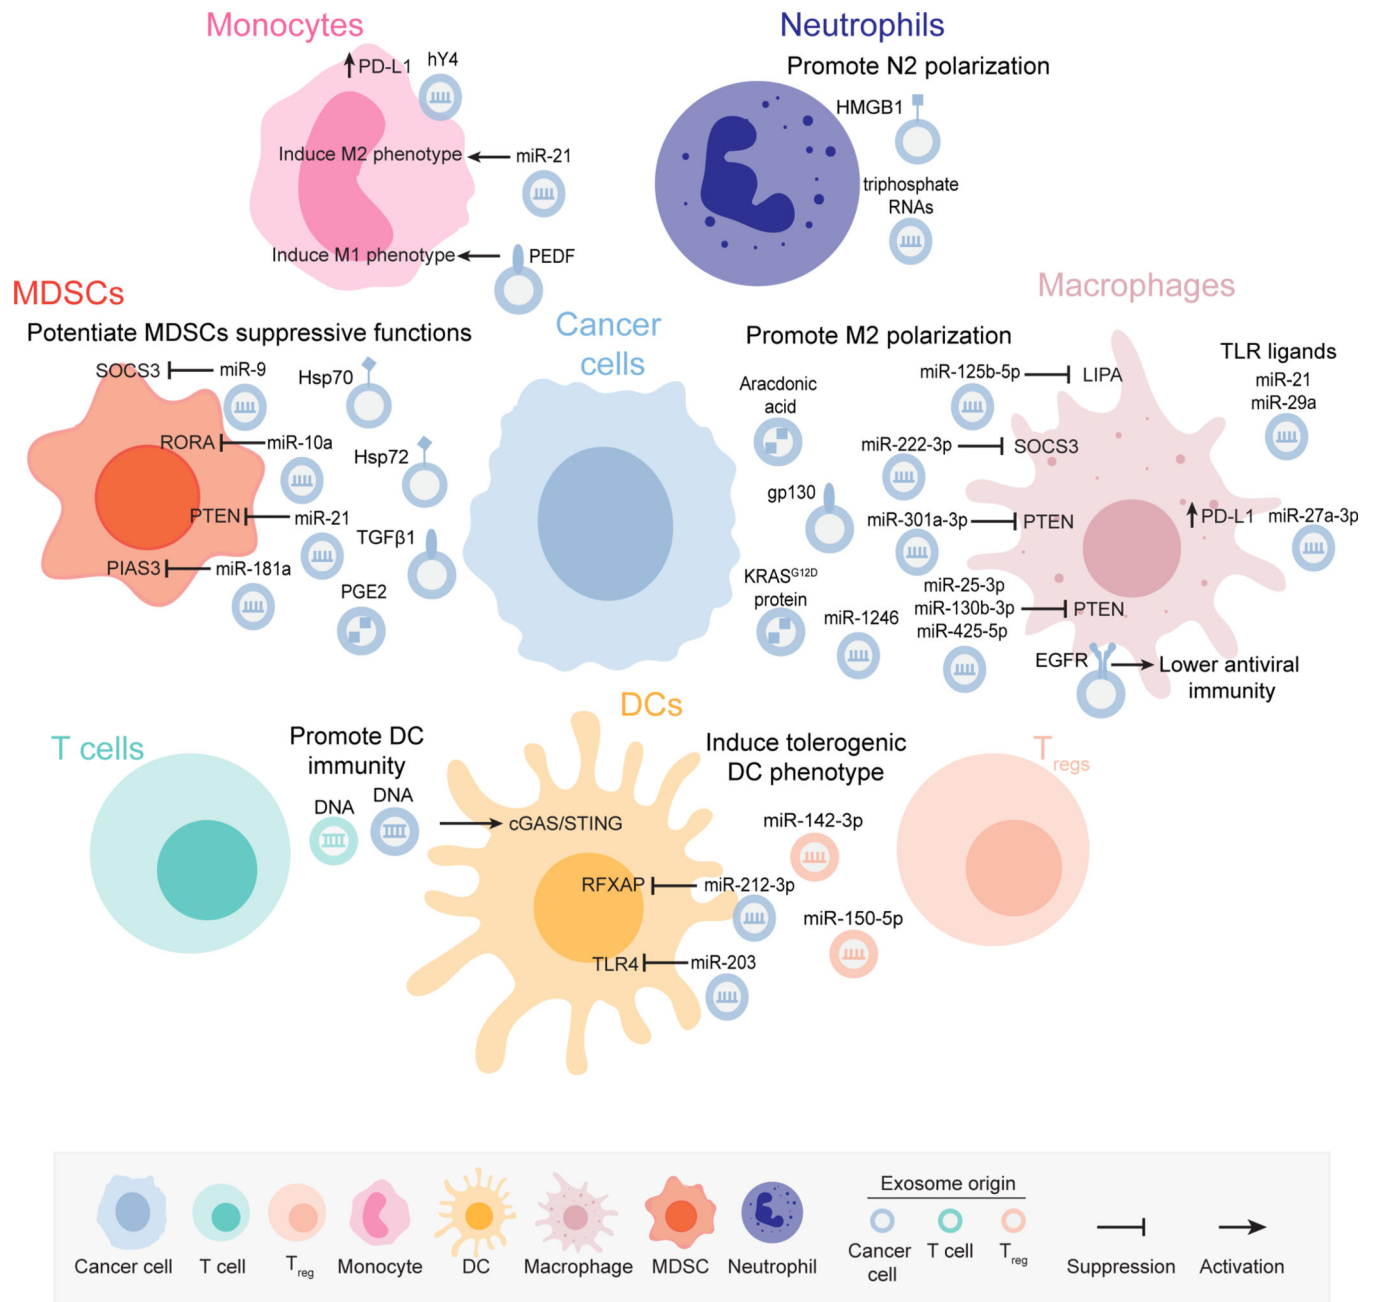 Monocytes
PD-L1
hY4
Induce M2 phenotype
miR-21
Induce M1 phenotype
PEDF
Neutrophils
Promote N2 polarization
HMGB1
triphosphate
RNAs
MDSCs
Potentiate MDSCs suppressive functions
SOCS3
miR-9
Hsp70
RORA
miR-10a
Hsp72
PTEN
miR-21
TGFβ1
PIAS3
miR-181a
PGE2
Cancer
cells
Macrophages
Promote M2 polarization
Aracdonic
acid
miR-125b-5p
LIPA
TLR ligands
miR-21
miR-29a
miR-222-3p
SOCS3
gp130
miR-301a-3p
PTEN
PD-L1
miR-27a-3p
KRASG12D
protein
miR-1246
miR-25-3p
miR-130b-3p
miR-425-5p
PTEN
EGFR
Lower antiviral
immunity
T cells
Promote DC
immunity
DNA
DNA
DCs
cGAS/STING
RFXAP
miR-212-3p
TLR4
miR-203
Induce tolerogenic
DC phenotype
miR-142-3p
miR-150-5p
Tregs
Cancer cell
T cell
Treg
Monocyte
DC
Macrophage
MDSC
Neutrophil
Exosome origin
Cancer
cell
T cell
Treg
Suppression
Activation